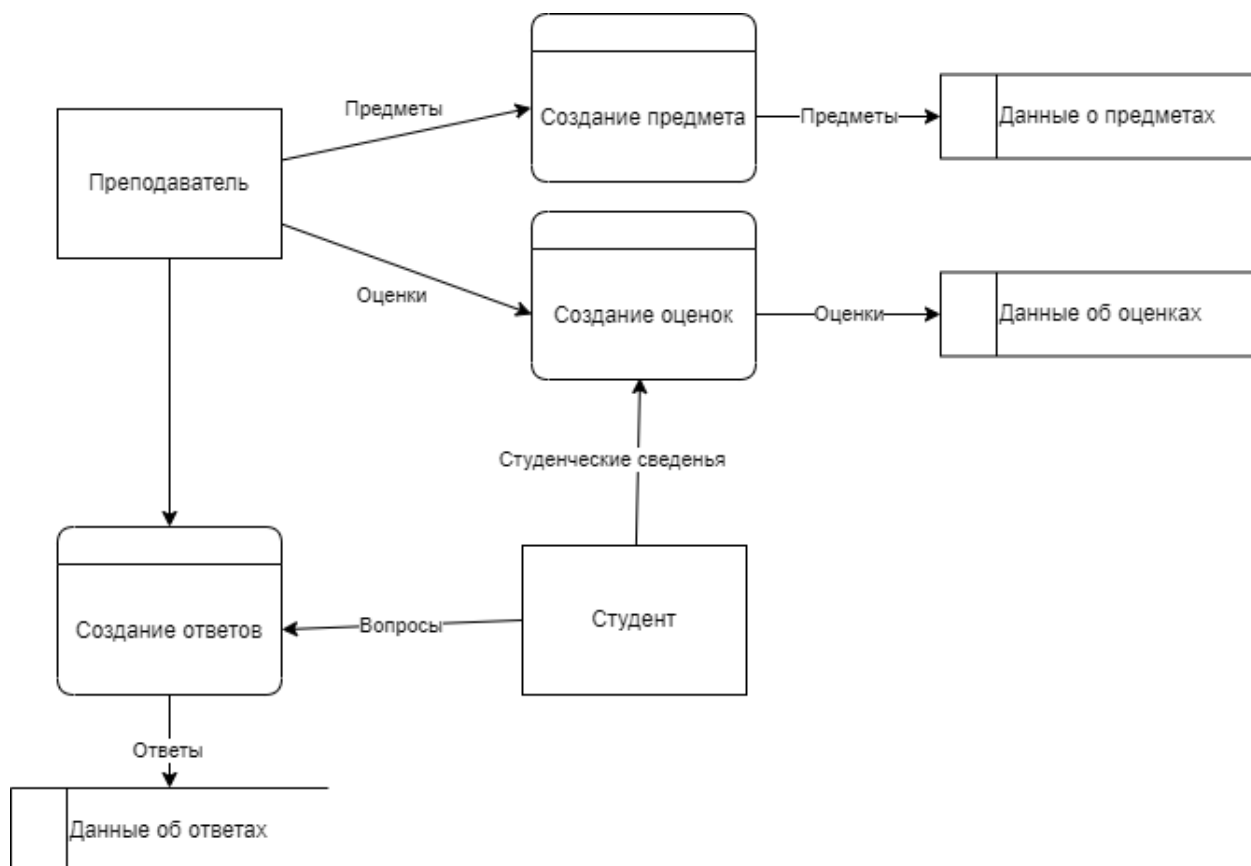 Предметы
Создание предмета
Предметы
Данные о предметах
Преподаватель
Оценки
Создание оценок
Оценки
Данные об оценках
Студенческие сведенья
Создание ответов
Вопросы
Студент
Ответы
Данные об ответах